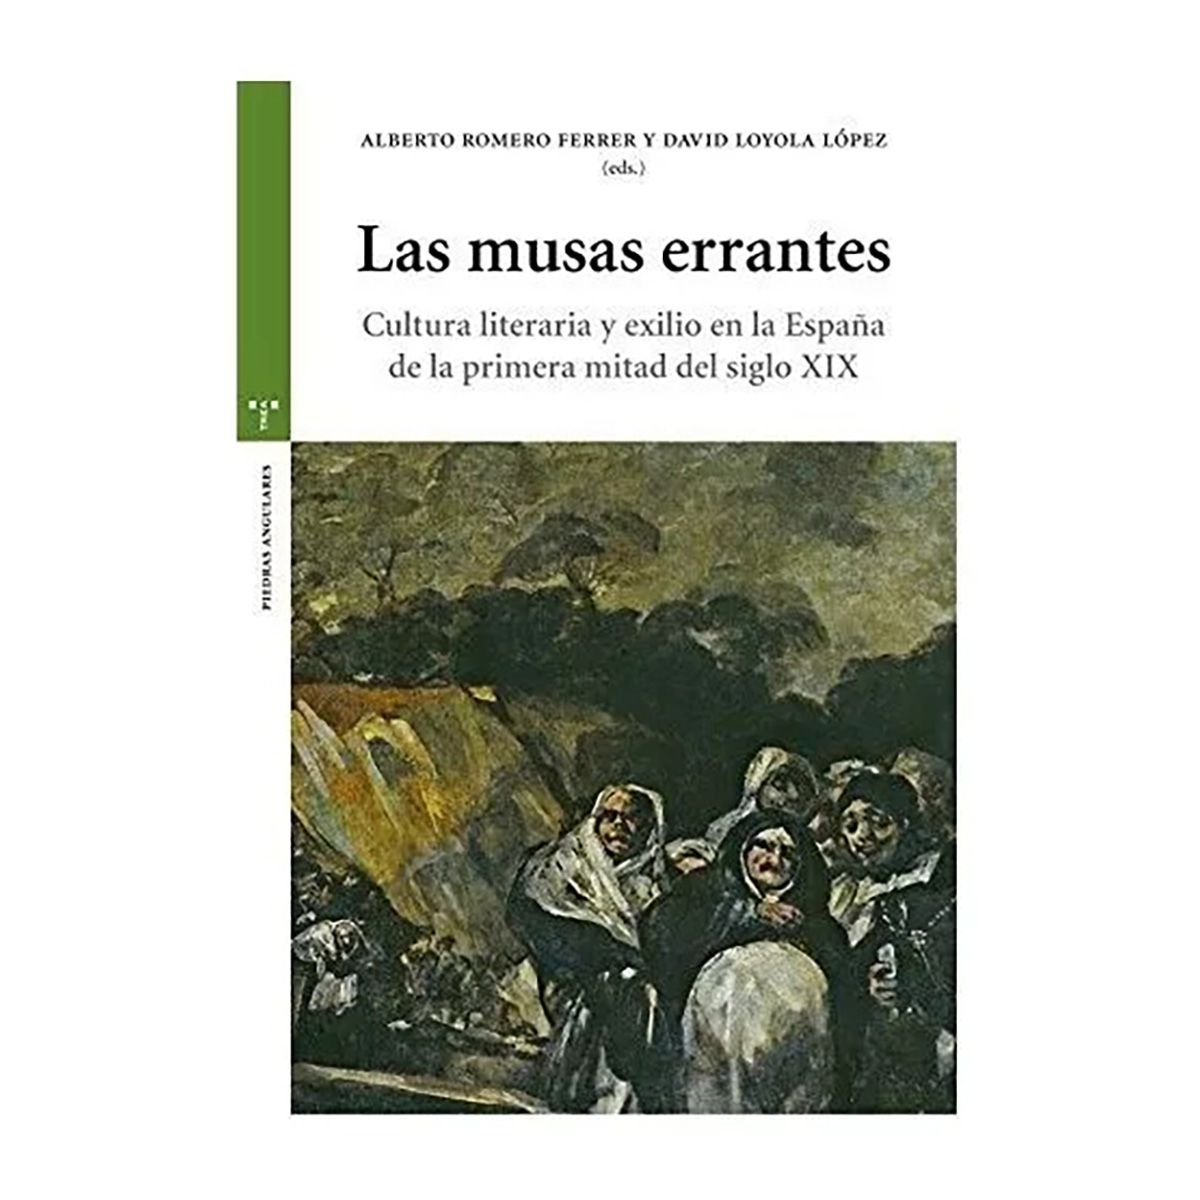 ALBERTO ROMERO FERRER Y DAVID LOYOLA LÓPEZ
(eds.)
Las musas errantes
Cultura literaria y exilio en la España
de la primera mitad del siglo XIX
TREA
PIEDRAS ANGULARES